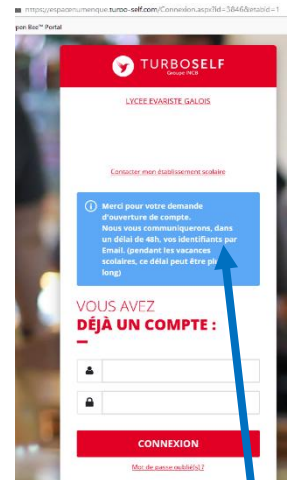 https://espacenumerique.turbo-self.com/Connexion.aspx?id=3846&etabid=1
pen Bee™ Portal
TURBOSELF
Groupe INCB
LYCEE EVARISTE GALOIS
Contacter mon établissement scolaire
Merci pour votre demande
d'ouverture de compte.
Nous vous communiquerons, dans
un délai de 48h, vos identifiants par
Email. (pendant les vacances
scolaires, ce délai peut être
long)
VOUS AVEZ
DÉJÀ UN COMPTE :
CONNEXION
Mot de passe oublié(s) ?